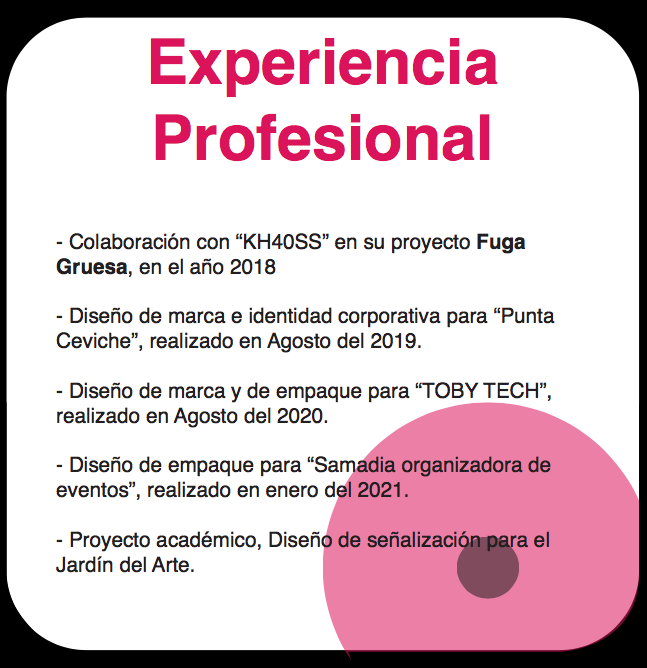 Experiencia
Profesional
- Colaboración con “KH40SS” en su proyecto Fuga
Gruesa, en el año 2018
- Diseño de marca e identidad corporativa para “Punta
Ceviche”, realizado en Agosto del 2019.
- Diseño de marca y de empaque para “TOBY TECH”,
realizado en Agosto del 2020.
- Diseño de empaque para “Samadia organizadora de
eventos”, realizado en enero del 2021.
- Proyecto académico, Diseño de señalización para el
Jardín del Arte.